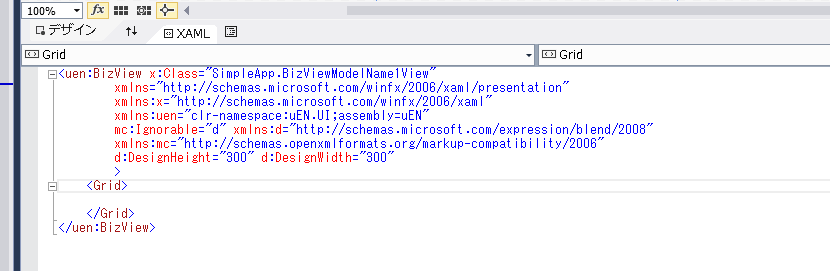 100%
デザイン
XAML
Grid
Grid
<uen:BizView x:Class="SimpleApp.BizViewModelName1View"
xmlns="http://schemas.microsoft.com/winfx/2006/xaml/presentation"
xmlns:x="http://schemas.microsoft.com/winfx/2006/xaml"
xmlns:uen="clr-namespace:uEN.UI;assembly=uEN"
mc:Ignorable="d" xmlns:d="http://schemas.microsoft.com/expression/blend/2008"
xmlns:mc="http://schemas.openxmlformats.org/markup-compatibility/2006"
d:DesignHeight="300" d:DesignWidth="300"
>
<Grid>
</Grid>
</uen:BizView>